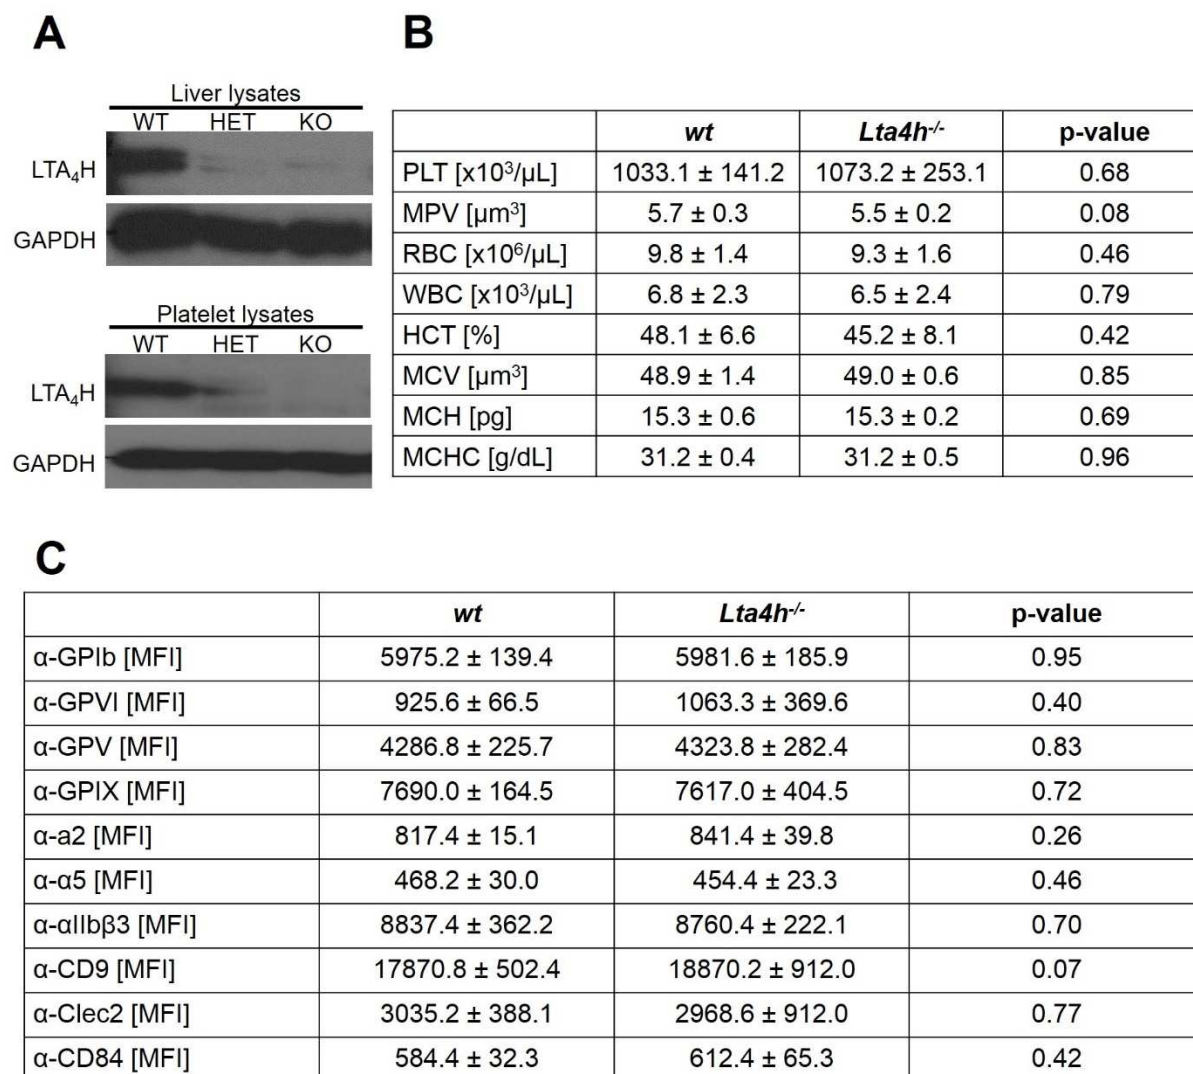 A
Liver lysates
WT HET KO
LTA₄H
GAPDH
Platelet lysates
WT HET KO
LTA₄H
GAPDH
B
wt Lta4h⁻/⁻ p-value
PLT [x10³/µL] 1033.1 ± 141.2 1073.2 ± 253.1 0.68
MPV [µm³] 5.7 ± 0.3 5.5 ± 0.2 0.08
RBC [x10⁶/µL] 9.8 ± 1.4 9.3 ± 1.6 0.46
WBC [x10³/µL] 6.8 ± 2.3 6.5 ± 2.4 0.79
HCT [%] 48.1 ± 6.6 45.2 ± 8.1 0.42
MCV [µm³] 48.9 ± 1.4 49.0 ± 0.6 0.85
MCH [pg] 15.3 ± 0.6 15.3 ± 0.2 0.69
MCHC [g/dL] 31.2 ± 0.4 31.2 ± 0.5 0.96
C
wt Lta4h⁻/⁻ p-value
α-GPIb [MFI] 5975.2 ± 139.4 5981.6 ± 185.9 0.95
α-GPVI [MFI] 925.6 ± 66.5 1063.3 ± 369.6 0.40
α-GPV [MFI] 4286.8 ± 225.7 4323.8 ± 282.4 0.83
α-GPIX [MFI] 7690.0 ± 164.5 7617.0 ± 404.5 0.72
α-a2 [MFI] 817.4 ± 15.1 841.4 ± 39.8 0.26
α-α5 [MFI] 468.2 ± 30.0 454.4 ± 23.3 0.46
α-αIIbβ3 [MFI] 8837.4 ± 362.2 8760.4 ± 222.1 0.70
α-CD9 [MFI] 17870.8 ± 502.4 18870.2 ± 912.0 0.07
α-Clec2 [MFI] 3035.2 ± 388.1 2968.6 ± 912.0 0.77
α-CD84 [MFI] 584.4 ± 32.3 612.4 ± 65.3 0.42